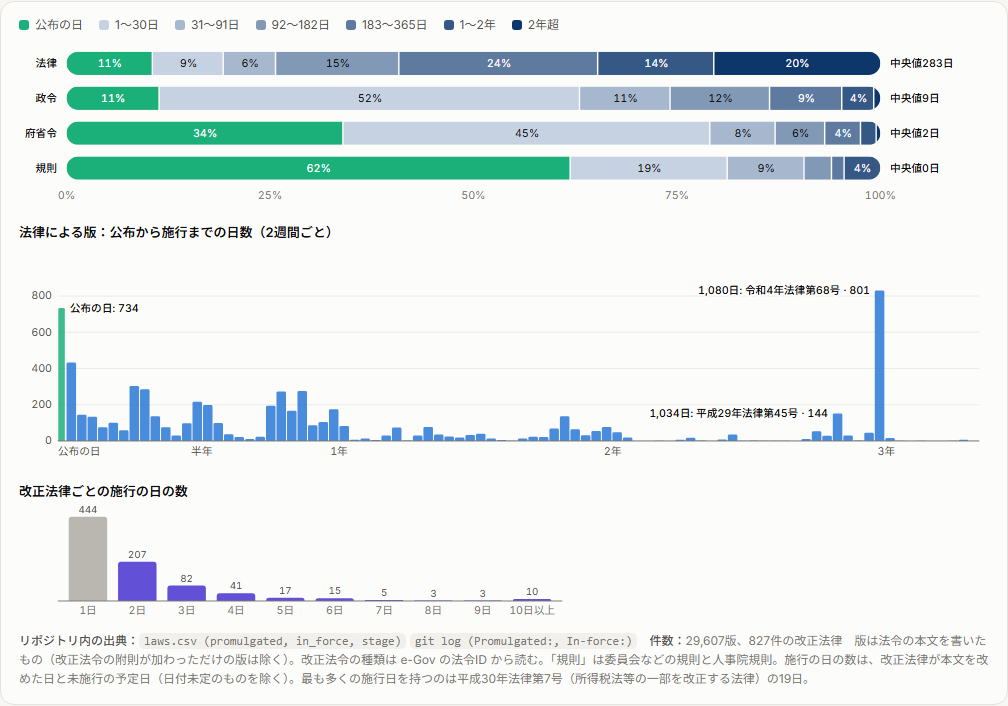 公布の日 1〜30日 31〜91日 92〜182日 183〜365日 1〜2年 2年超
法律 11% 9% 6% 15% 24% 14% 20% 中央値283日
政令 11% 52% 11% 12% 9% 4% 中央値9日
府省令 34% 45% 8% 6% 4% 中央値2日
規則 62% 19% 9% 4% 中央値0日
0% 25% 50% 75% 100%
法律による版：公布から施行までの日数（2週間ごと）
1,080日: 令和4年法律第68号 · 801
800
公布の日: 734
600
400
200
1,034日: 平成29年法律第45号 · 144
0
公布の日 半年 1年 2年 3年
改正法律ごとの施行の日の数
444
207
82
41
17
15
5
3
3
10
1日 2日 3日 4日 5日 6日 7日 8日 9日 10日以上
リポジトリ内の出典： laws.csv (promulgated, in_force, stage) git log (Promulgated:, In-force:) 件数：29,607版、827件の改正法律　版は法令の本文を書いた
もの（改正法令の附則が加わっただけの版は除く）。改正法令の種類は e-Gov の法令ID から読む。「規則」は委員会などの規則と人事院規則。施行の日の数は、改正法律が本文を改
めた日と未施行の予定日（日付未定のものを除く）。最も多くの施行日を持つのは平成30年法律第7号（所得税法等の一部を改正する法律）の19日。